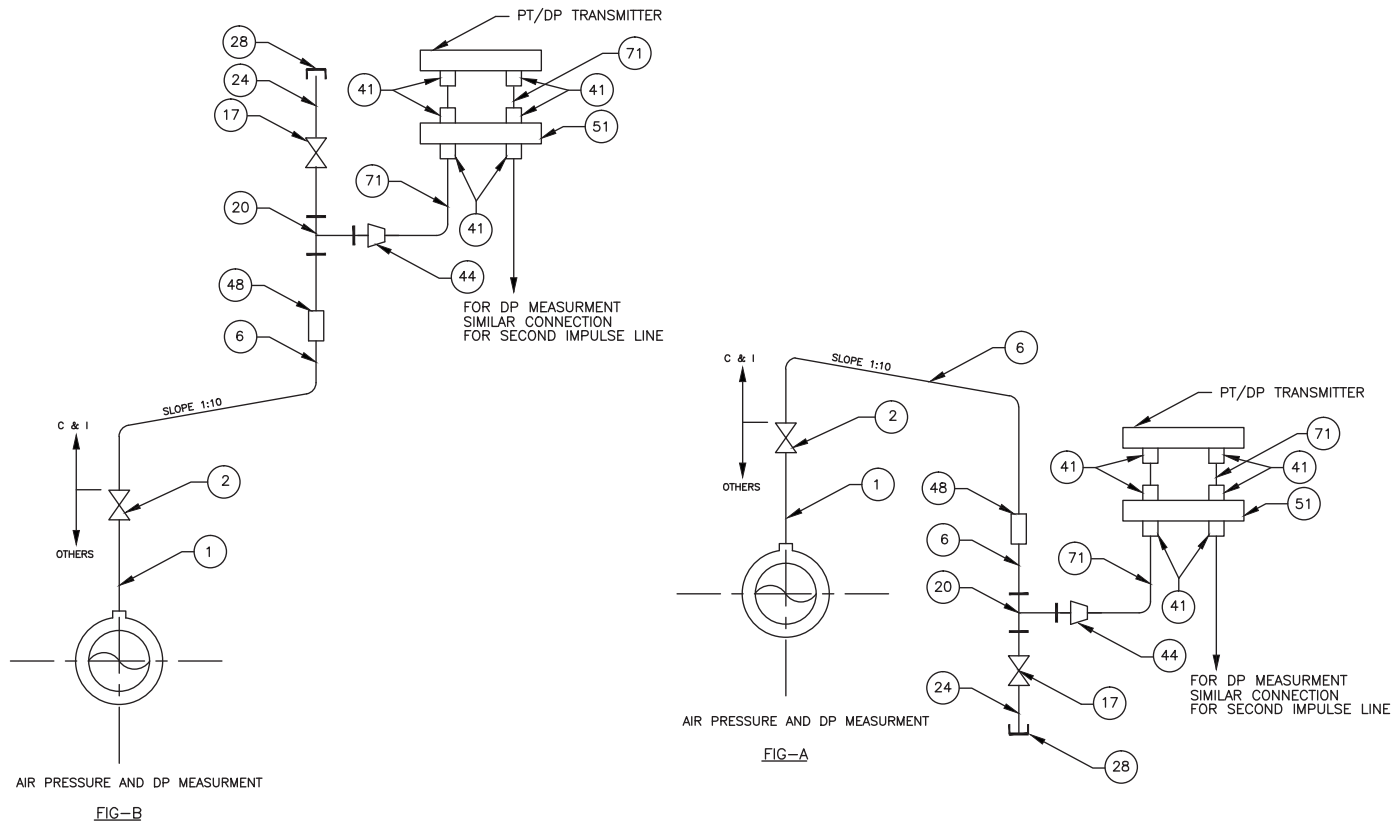 PT/DP TRANSMITTER
28
71
24
41
41
17
51
71
20
41
44
48
FOR DP MEASURMENT
SIMILAR CONNECTION
FOR SECOND IMPULSE LINE
6
SLOPE 1:10
C & I
2
OTHERS
1
AIR PRESSURE AND DP MEASURMENT
FIG-B
6
C & I
SLOPE 1:10
PT/DP TRANSMITTER
2
71
41
41
OTHERS
1
48
51
6
71
20
41
44
24
17
FOR DP MEASURMENT
SIMILAR CONNECTION
FOR SECOND IMPULSE LINE
AIR PRESSURE AND DP MEASURMENT
FIG-A
28